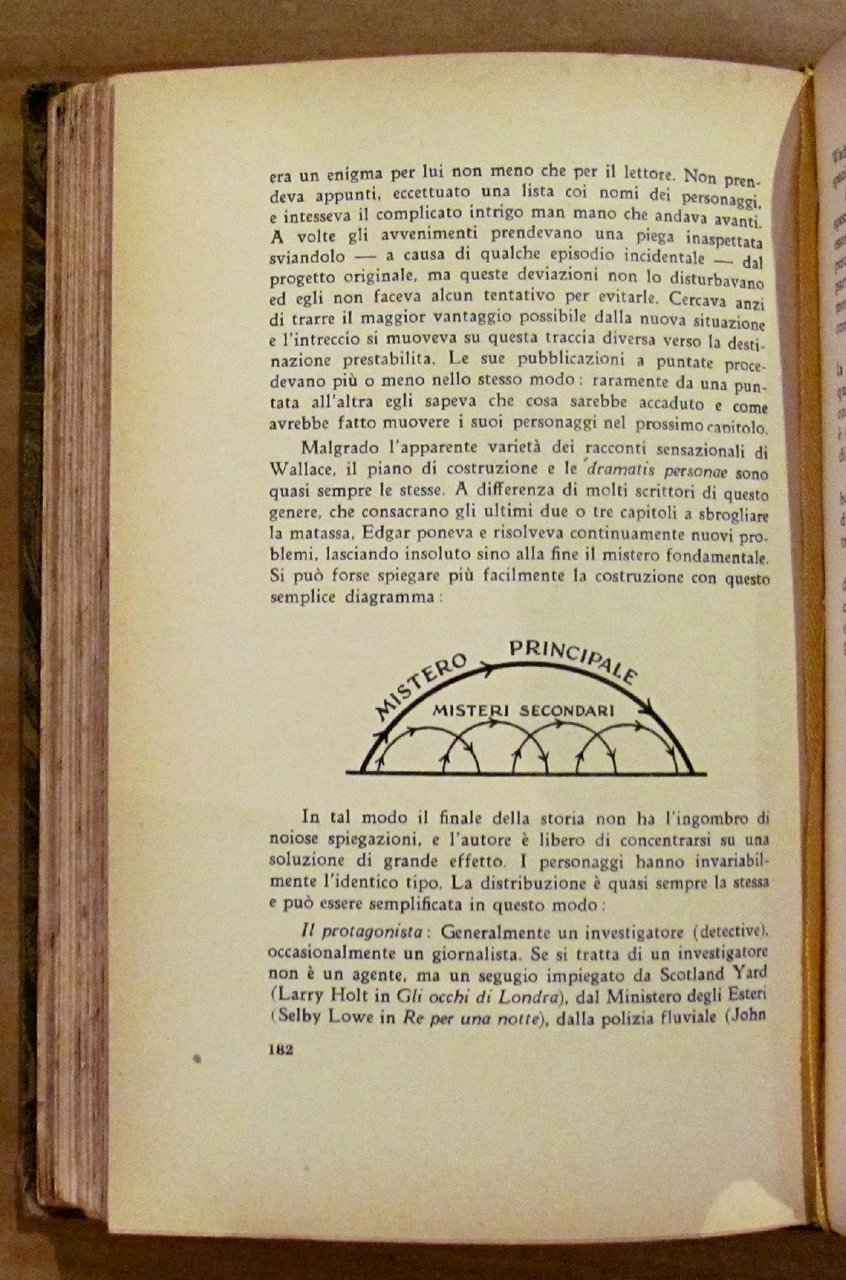 era un enigma per lui non meno che per il lettore. Non pren-
deva appunti, eccettuato una lista coi nomi dei personaggi,
e intesseva il complicato intrigo man mano che andava avanti.
A volte gli avvenimenti prendevano una piega inaspettata
sviandolo — a causa di qualche episodio incidentale — dal
progetto originale, ma queste deviazioni non lo disturbavano
ed egli non faceva alcun tentativo per evitarle. Cercava anzi
di trarre il maggior vantaggio possibile dalla nuova situazione
e l'intreccio si muoveva su questa traccia diversa verso la desti-
nazione prestabilita. Le sue pubblicazioni a puntate proce-
devano più o meno nello stesso modo: raramente da una pun-
tata all'altra egli sapeva che cosa sarebbe accaduto e come
avrebbe fatto muovere i suoi personaggi nel prossimo capitolo.
Malgrado l'apparente varietà dei racconti sensazionali di
Wallace, il piano di costruzione e le dramatis personae sono
quasi sempre le stesse. A differenza di molti scrittori di questo
genere, che consacrano gli ultimi due o tre capitoli a sbrogliare
la matassa, Edgar poneva e risolveva continuamente nuovi pro-
blemi, lasciando insoluto sino alla fine il mistero fondamentale.
Si può forse spiegare più facilmente la costruzione con questo
semplice diagramma:
MISTERO PRINCIPALE
MISTERI SECONDARI
In tal modo il finale della storia non ha l'ingombro di
noiose spiegazioni, e l'autore è libero di concentrarsi su una
soluzione di grande effetto. I personaggi hanno invariabil-
mente l'identico tipo. La distribuzione è quasi sempre la stessa
e può essere semplificata in questo modo:
Il protagonista: Generalmente un investigatore (detective),
occasionalmente un giornalista. Se si tratta di un investigatore
non è un agente, ma un segugio impiegato da Scotland Yard
(Larry Holt in Gli occhi di Londra), dal Ministero degli Esteri
(Selby Lowe in Re per una notte), dalla polizia fluviale (John
182